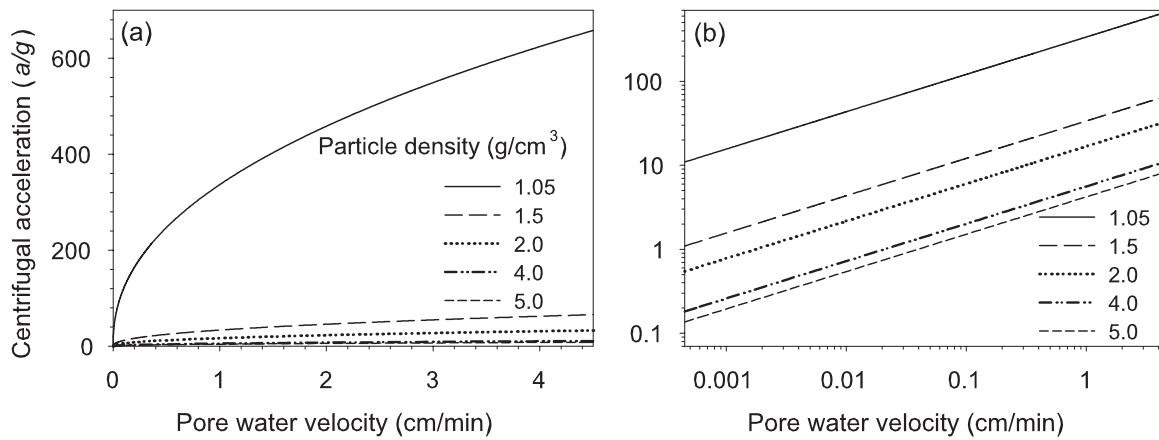 (a)
Centrifugal acceleration (a/g)
600
400
200
0
Particle density (g/cm³)
1.05
1.5
2.0
4.0
5.0
0 1 2 3 4
Pore water velocity (cm/min)
(b)
100
10
1
0.1
1.05
1.5
2.0
4.0
5.0
0.001 0.01 0.1 1
Pore water velocity (cm/min)